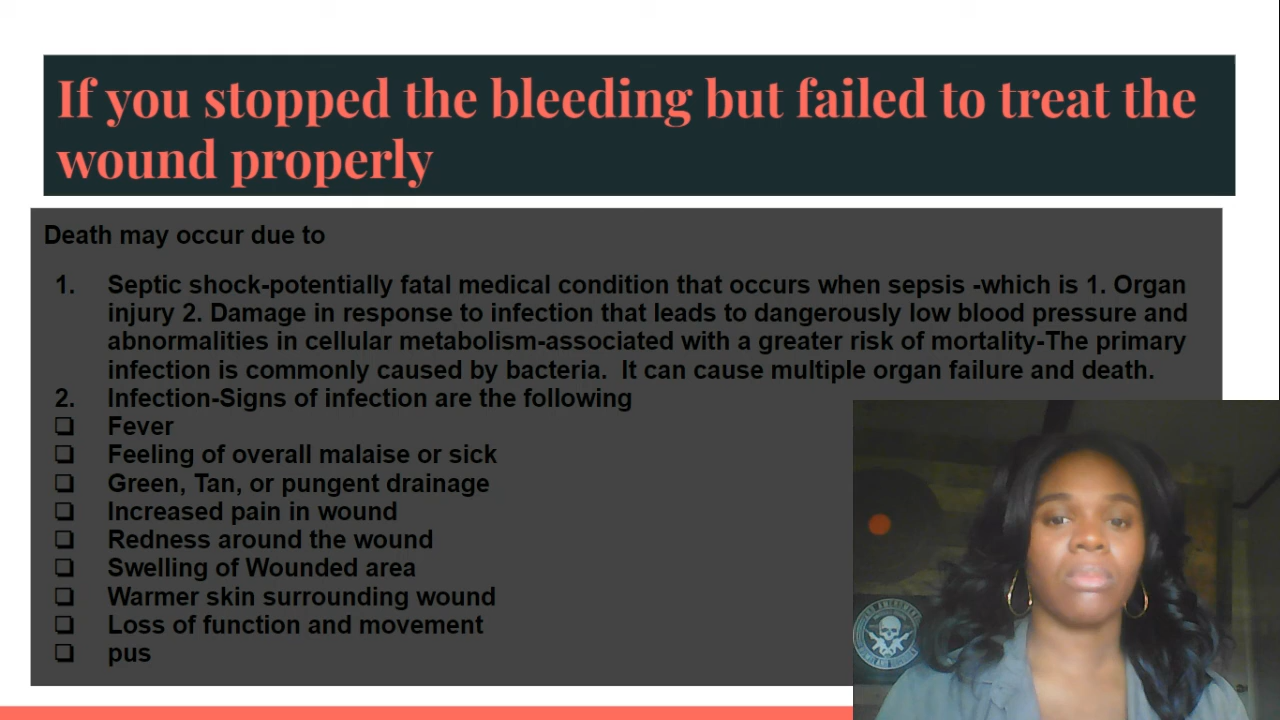 If you stopped the bleeding but failed to treat the
wound properly
Death may occur due to
1. Septic shock-potentially fatal medical condition that occurs when sepsis -which is 1. Organ
injury 2. Damage in response to infection that leads to dangerously low blood pressure and
abnormalities in cellular metabolism-associated with a greater risk of mortality-The primary
infection is commonly caused by bacteria.  It can cause multiple organ failure and death.
2. Infection-Signs of infection are the following
❏ Fever
❏ Feeling of overall malaise or sick
❏ Green, Tan, or pungent drainage
❏ Increased pain in wound
❏ Redness around the wound
❏ Swelling of Wounded area
❏ Warmer skin surrounding wound
❏ Loss of function and movement
❏ pus